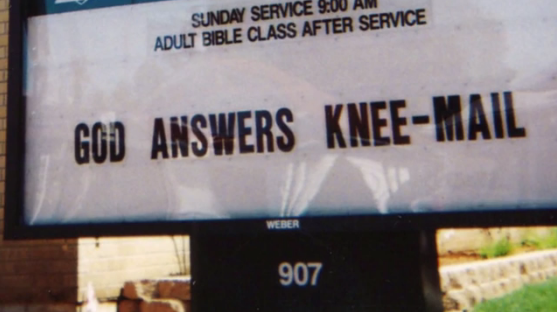 SUNDAY SERVICE 9:00 AM
ADULT BIBLE CLASS AFTER SERVICE
GOD ANSWERS KNEE-MAIL
WEBER
907